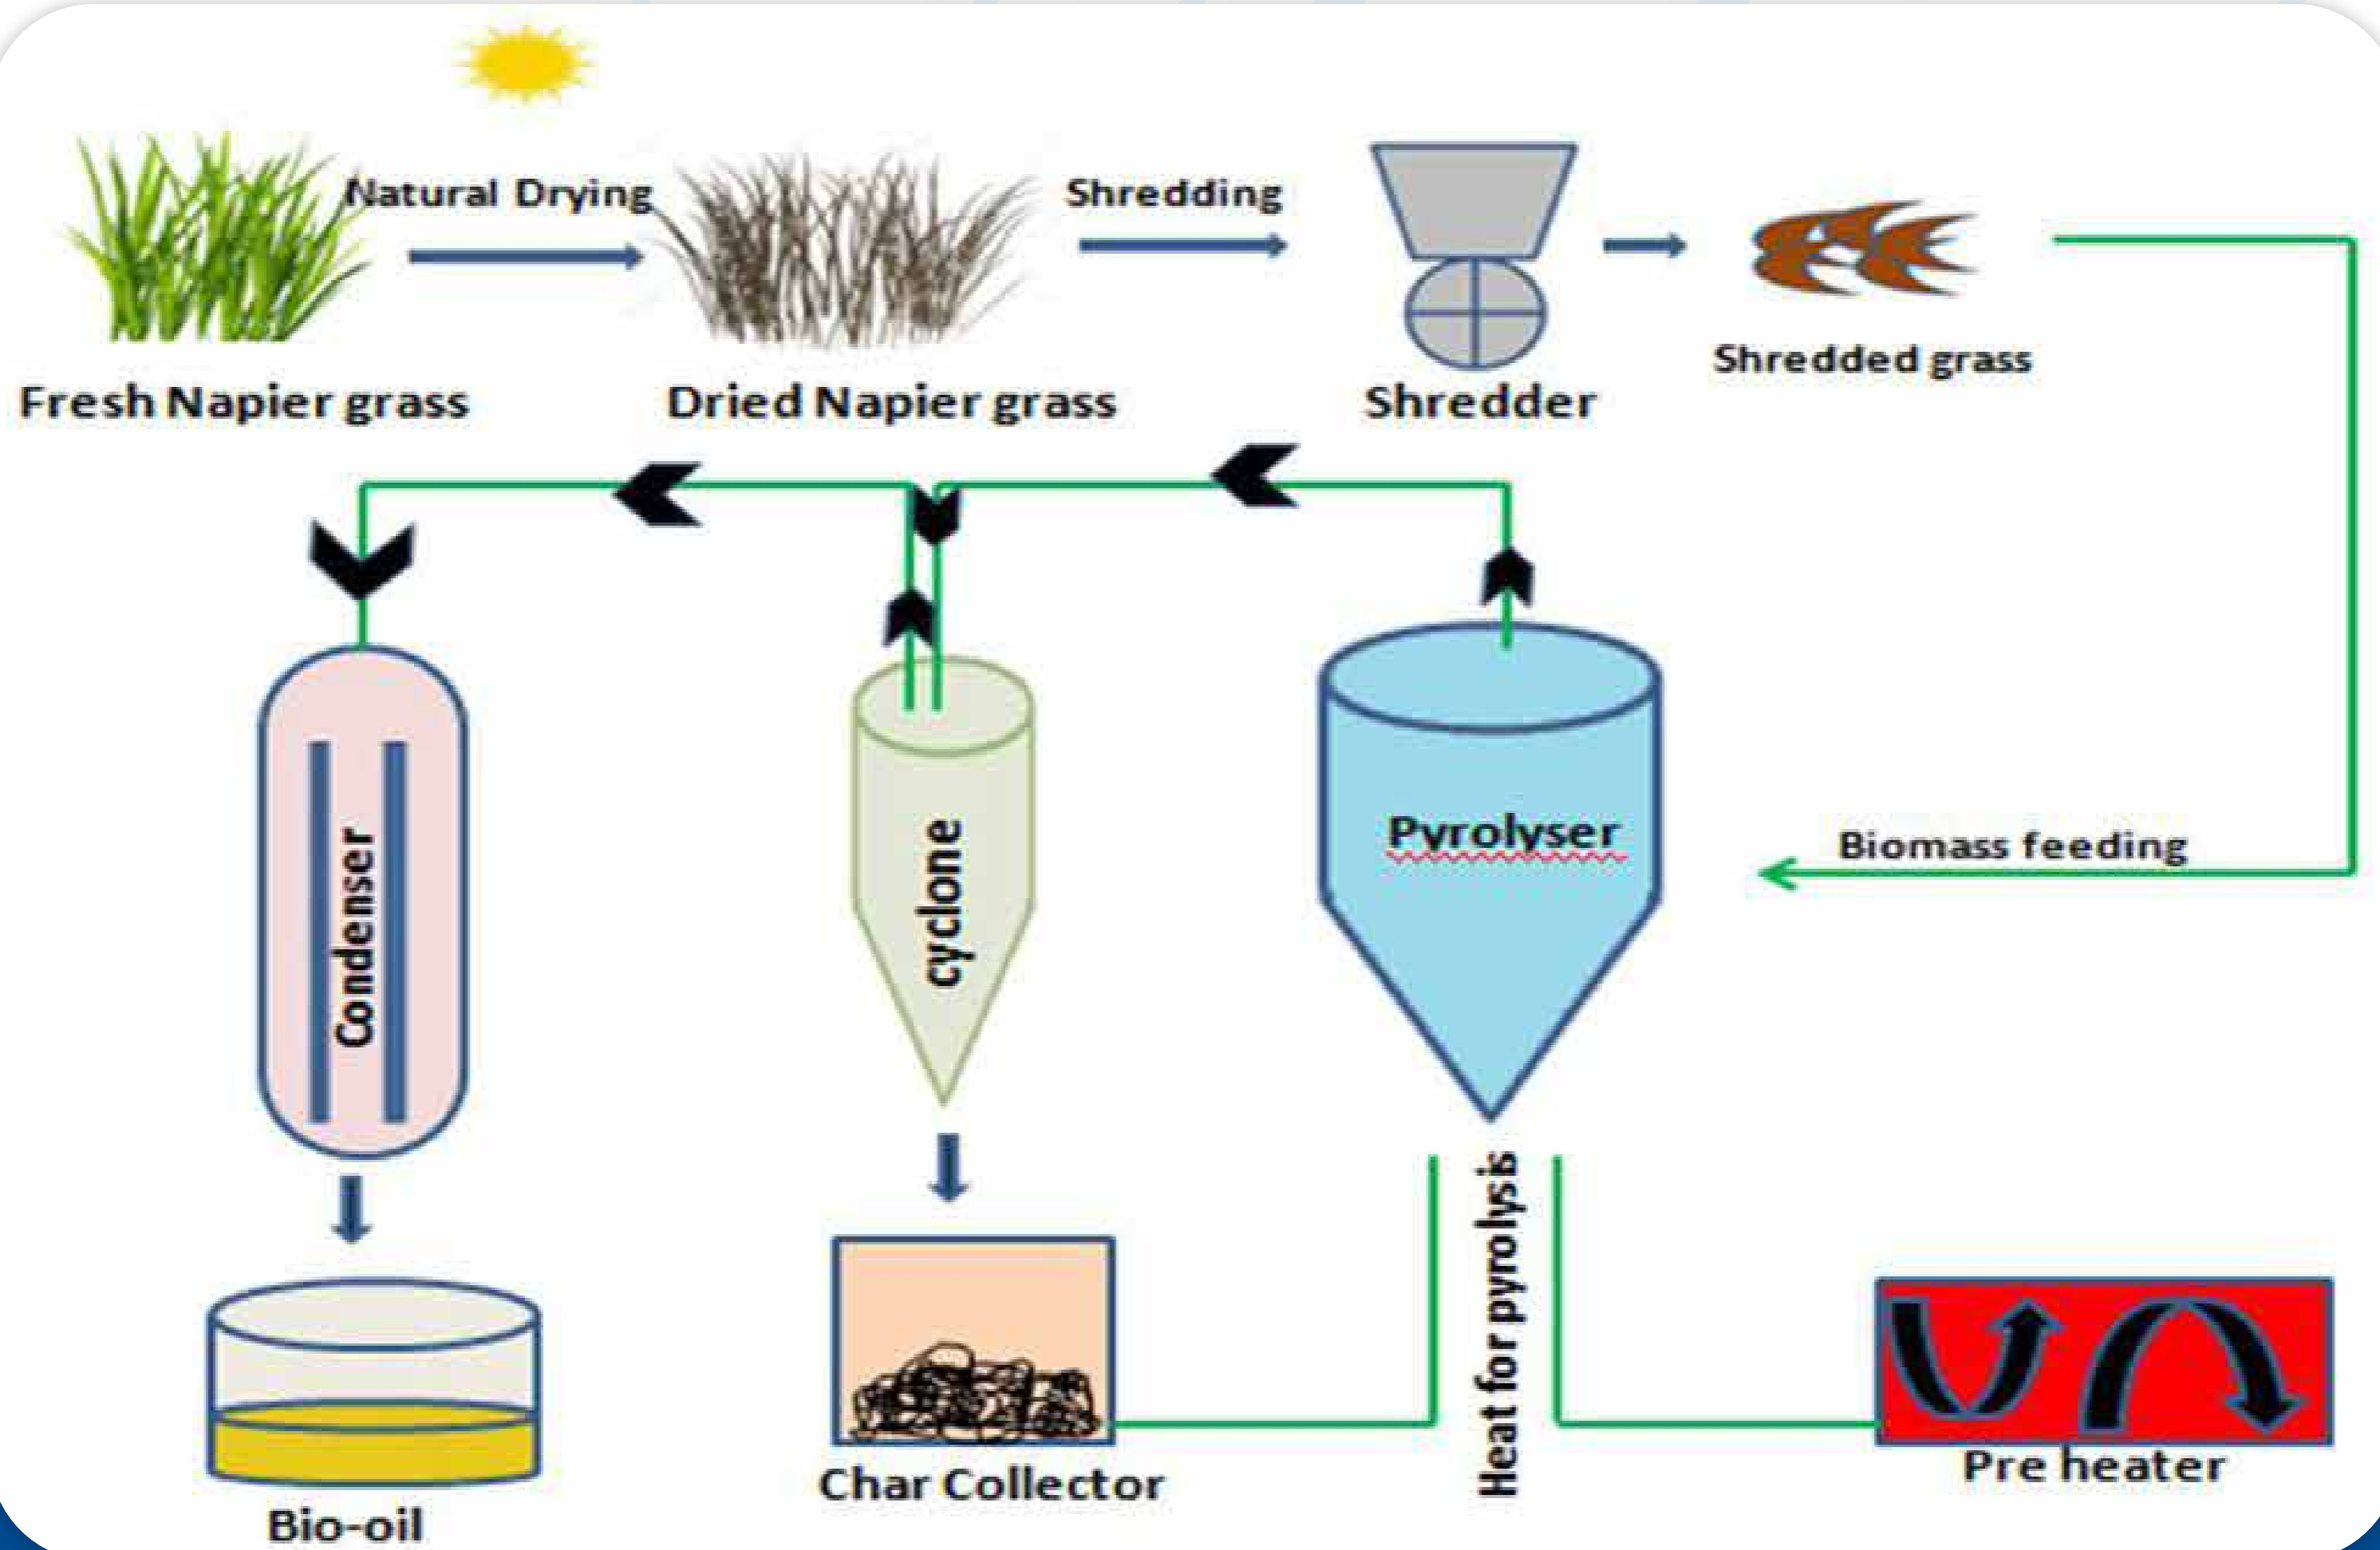 Natural Drying
Shredding
Fresh Napier grass
Dried Napier grass
Shredder
Shredded grass
Condenser
cyclone
Pyrolyser
Biomass feeding
Heat for pyrolysis
Bio-oil
Char Collector
Pre heater